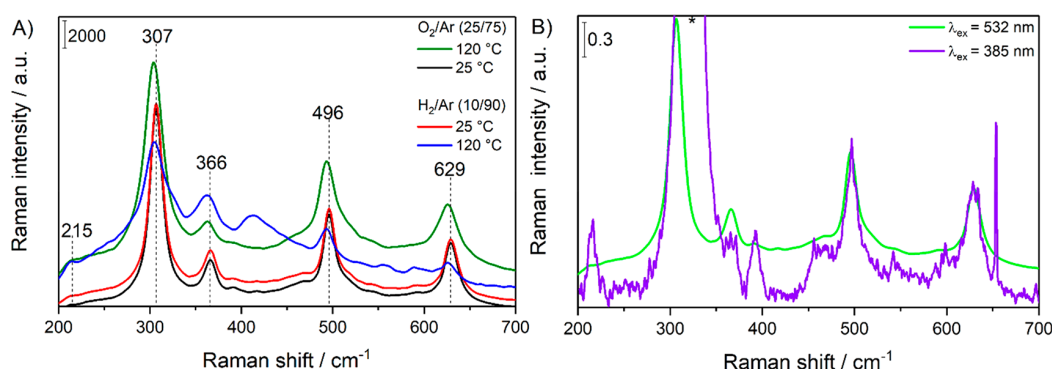 A)
2000
307
O₂/Ar (25/75)
120 °C
25 °C
H₂/Ar (10/90)
25 °C
120 °C
215
366
496
629
Raman intensity / a.u.
200 300 400 500 600 700
Raman shift / cm⁻¹
B)
0.3
*
λex = 532 nm
λex = 385 nm
Raman intensity / a.u.
200 300 400 500 600 700
Raman shift / cm⁻¹